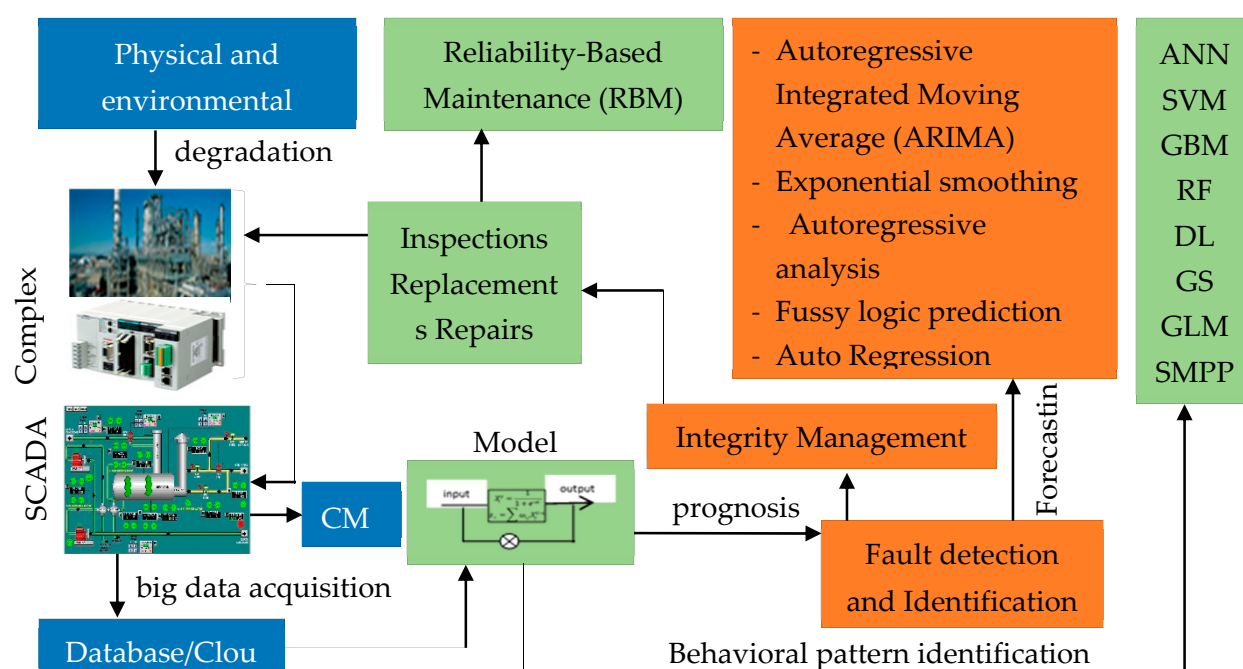 Physical and
environmental
degradation
Complex
SCADA
CM
big data acquisition
Database/Clou
Reliability-Based
Maintenance (RBM)
Inspections
Replacement
s Repairs
Model
input
output
prognosis
Integrity Management
Fault detection
and Identification
Forecastin
- Autoregressive
Integrated Moving
Average (ARIMA)
- Exponential smoothing
- Autoregressive
analysis
- Fussy logic prediction
- Auto Regression
ANN
SVM
GBM
RF
DL
GS
GLM
SMPP
Behavioral pattern identification